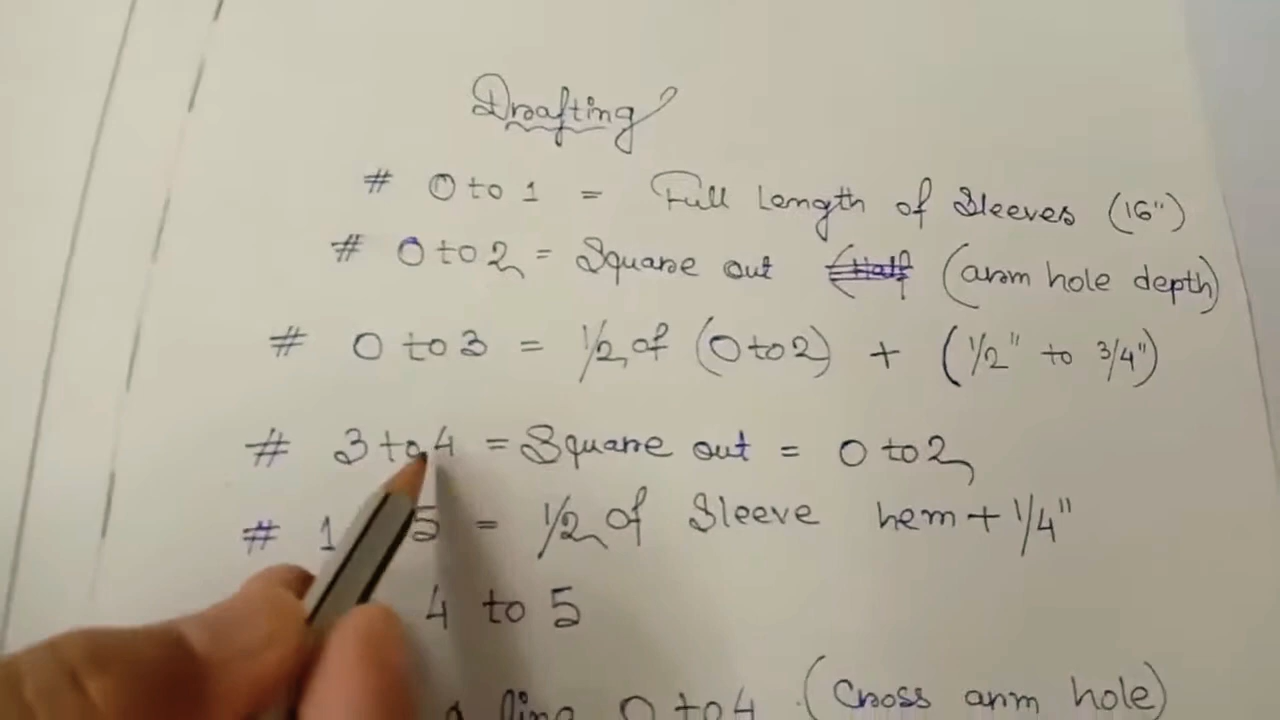 Drafting
# 0 to 1 = Full Length of Sleeves (16")
# 0 to 2 = Square out (Half (arm hole depth)
# 0 to 3 = 1/2 of (0 to 2) + (1/2" to 3/4")
# 3 to 4 = Square out = 0 to 2
# 1 5 = 1/2 of Sleeve hem + 1/4"
4 to 5
0 to 4 (Cross arm hole)